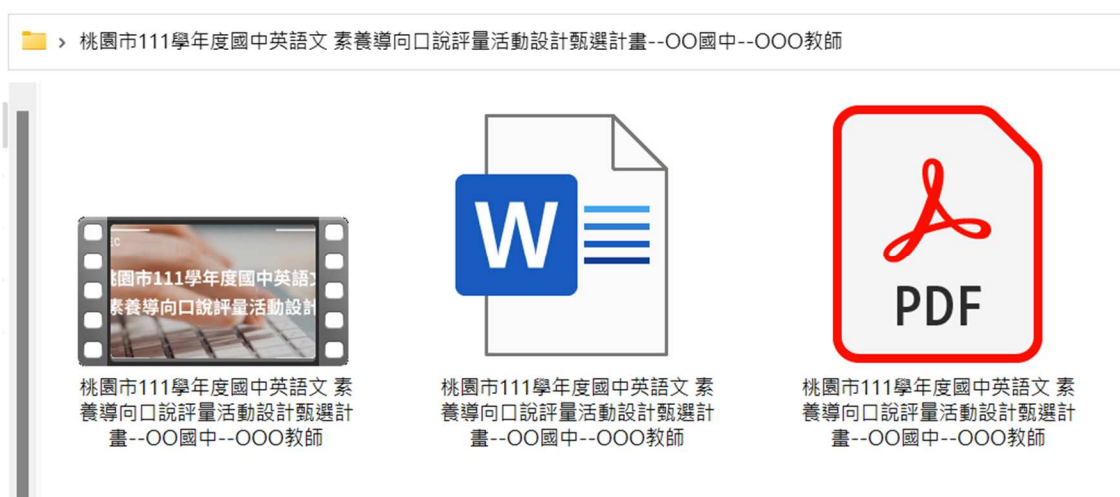 桃園市111學年度國中英語文 素養導向口說評量活動設計甄選計畫--OO國中--OOO教師
EC
桃園市111學年度國中英語文
素養導向口說評量活動設計
W
PDF
桃園市111學年度國中英語文 素
養導向口說評量活動設計甄選計
畫--OO國中--OOO教師
桃園市111學年度國中英語文 素
養導向口說評量活動設計甄選計
畫--OO國中--OOO教師
桃園市111學年度國中英語文 素
養導向口說評量活動設計甄選計
畫--OO國中--OOO教師